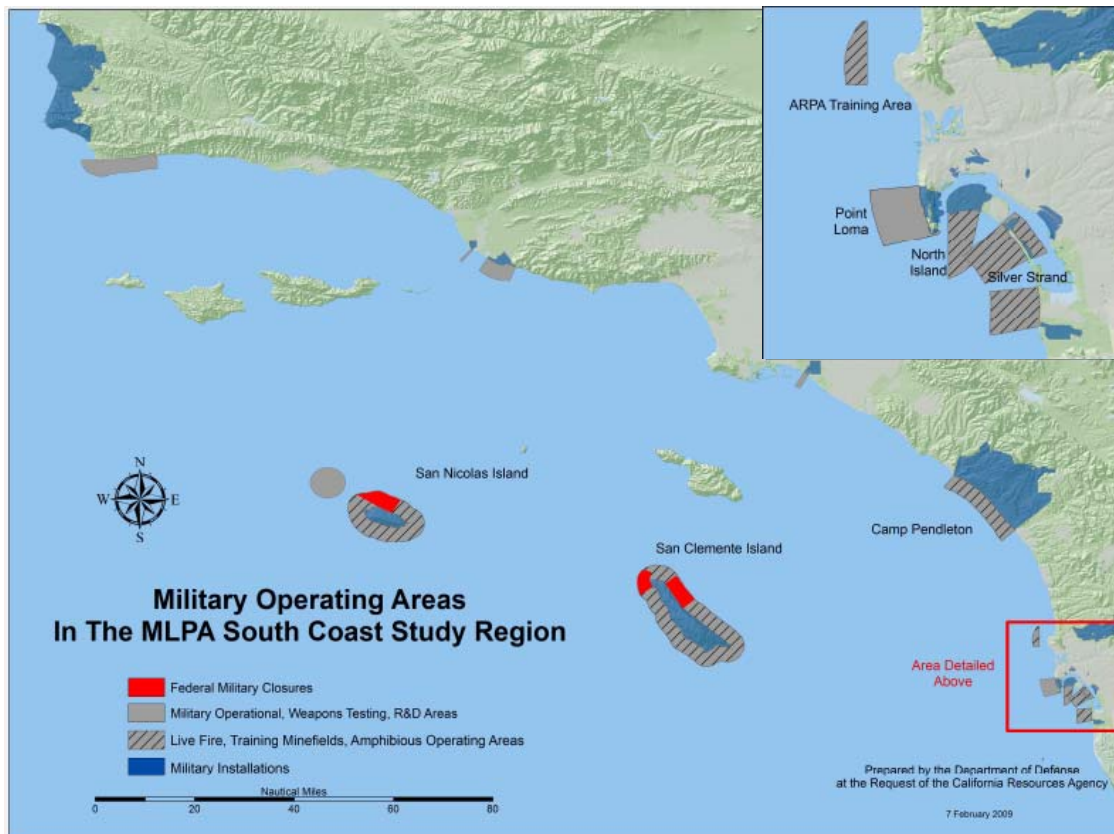 ARPA Training Area
Point
Loma
North
Island
Silver Strand
N
W E
S
San Nicolas Island
San Clemente Island
Camp Pendleton
Military Operating Areas
In The MLPA South Coast Study Region
Area Detailed
Above
Federal Military Closures
Military Operational, Weapons Testing, R&D Areas
Live Fire, Training Minefields, Amphibious Operating Areas
Military Installations
Nautical Miles
0 20 40 60 80
Prepared by the Department of Defense
at the Request of the California Resources Agency
7 February 2009